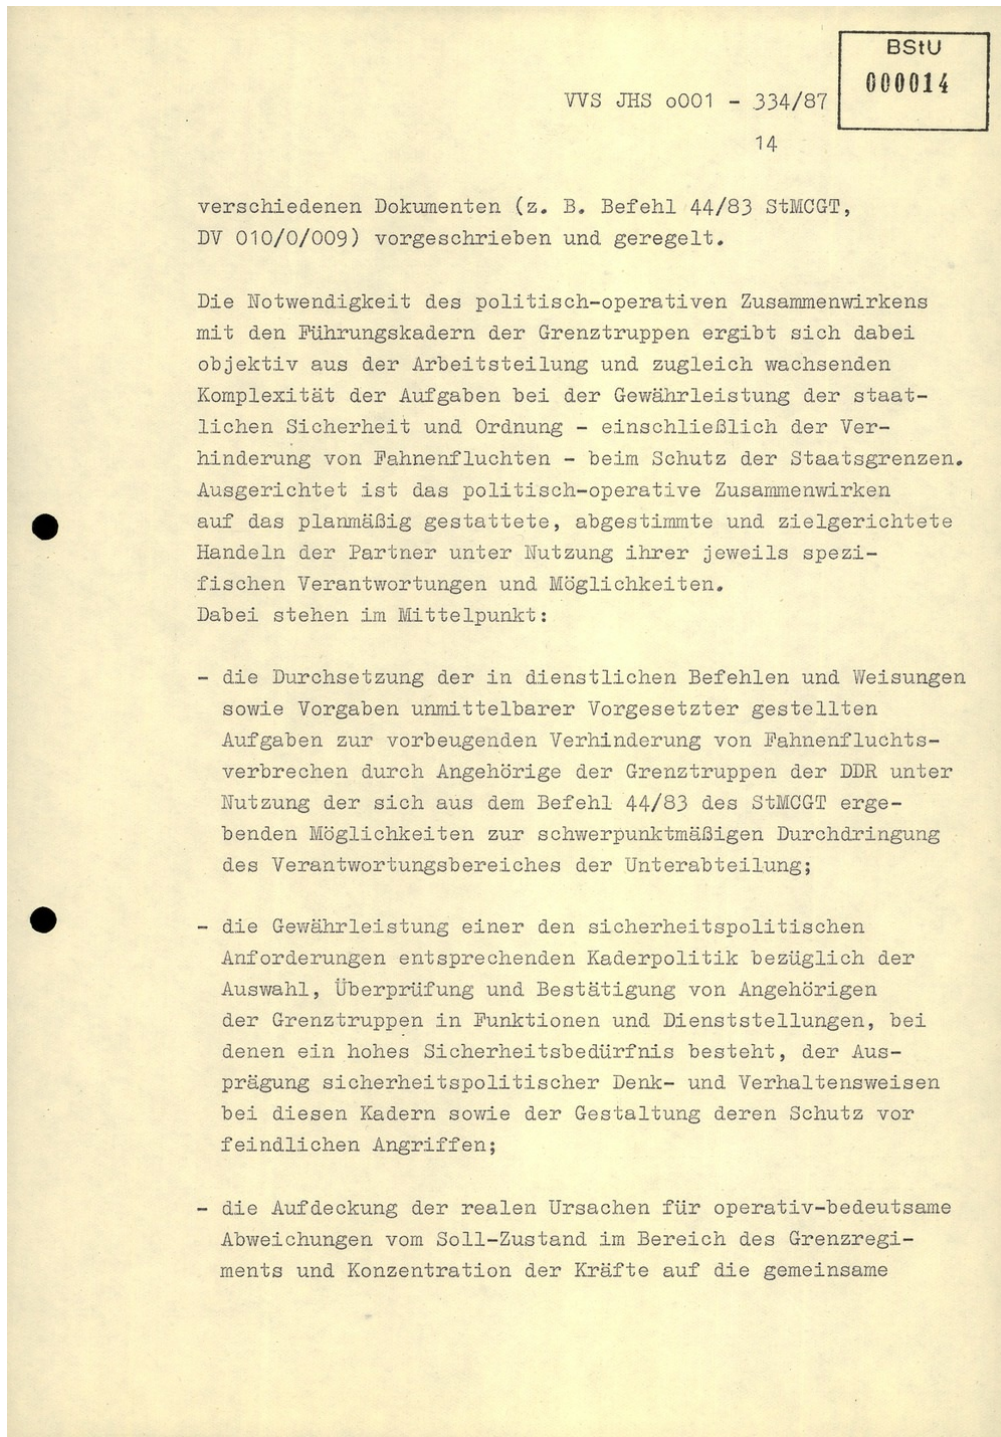 BStU
000014
VVS JHS o001 - 334/87
14
verschiedenen Dokumenten (z. B. Befehl 44/83 StMCGT,
DV 010/0/009) vorgeschrieben und geregelt.
Die Notwendigkeit des politisch-operativen Zusammenwirkens
mit den Führungskadern der Grenztruppen ergibt sich dabei
objektiv aus der Arbeitsteilung und zugleich wachsenden
Komplexität der Aufgaben bei der Gewährleistung der staat-
lichen Sicherheit und Ordnung - einschließlich der Ver-
hinderung von Fahnenfluchten - beim Schutz der Staatsgrenzen.
Ausgerichtet ist das politisch-operative Zusammenwirken
auf das planmäßig gestattete, abgestimmte und zielgerichtete
Handeln der Partner unter Nutzung ihrer jeweils spezi-
fischen Verantwortungen und Möglichkeiten.
Dabei stehen im Mittelpunkt:
- die Durchsetzung der in dienstlichen Befehlen und Weisungen
sowie Vorgaben unmittelbarer Vorgesetzter gestellten
Aufgaben zur vorbeugenden Verhinderung von Fahnenfluchts-
verbrechen durch Angehörige der Grenztruppen der DDR unter
Nutzung der sich aus dem Befehl 44/83 des StMCGT erge-
benden Möglichkeiten zur schwerpunktmäßigen Durchdringung
des Verantwortungsbereiches der Unterabteilung;
- die Gewährleistung einer den sicherheitspolitischen
Anforderungen entsprechenden Kaderpolitik bezüglich der
Auswahl, Überprüfung und Bestätigung von Angehörigen
der Grenztruppen in Funktionen und Dienststellungen, bei
denen ein hohes Sicherheitsbedürfnis besteht, der Aus-
prägung sicherheitspolitischer Denk- und Verhaltensweisen
bei diesen Kadern sowie der Gestaltung deren Schutz vor
feindlichen Angriffen;
- die Aufdeckung der realen Ursachen für operativ-bedeutsame
Abweichungen vom Soll-Zustand im Bereich des Grenzregi-
ments und Konzentration der Kräfte auf die gemeinsame